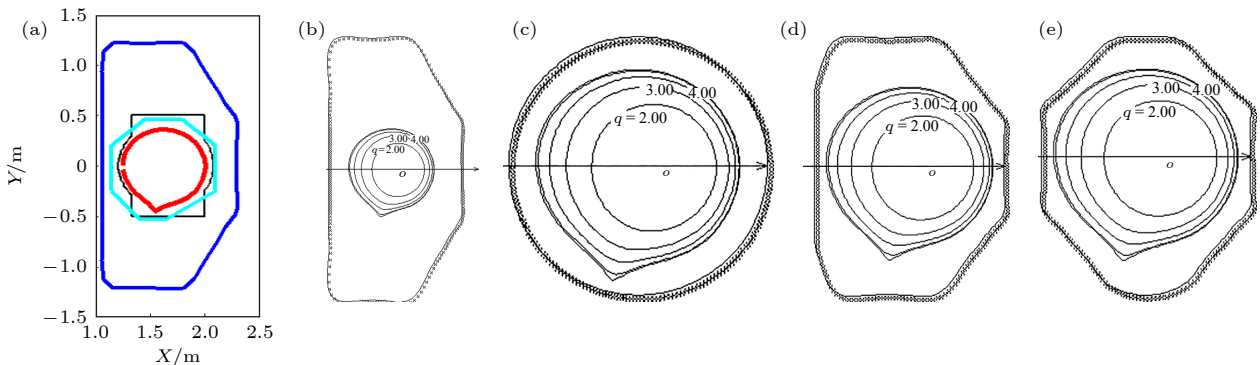 (a)
1.5
1.0
0.5
0
−0.5
−1.0
−1.5
Y/m
1.0 1.5 2.0 2.5
X/m
(b)
3.00 4.00
q = 2.00
o
(c)
3.00 4.00
q = 2.00
o
(d)
3.00 4.00
q = 2.00
o
(e)
3.00 4.00
q = 2.00
o